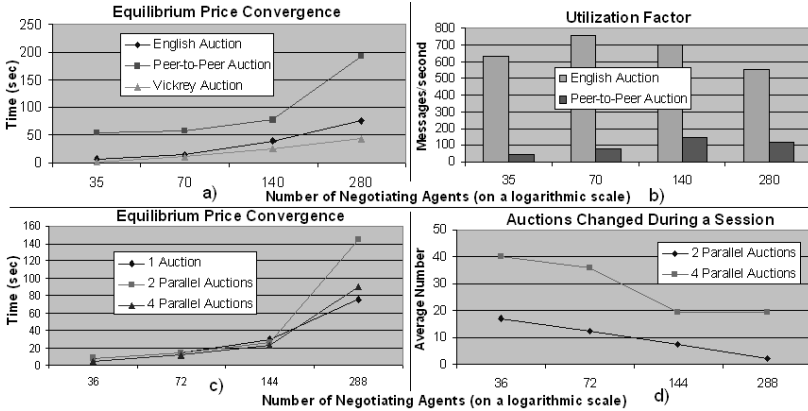 Equilibrium Price Convergence
Time (sec)
250
200
150
100
50
0
English Auction
Peer-to-Peer Auction
Vickrey Auction
35 70 140 280
a)
Utilization Factor
Messages/second
800
700
600
500
400
300
200
100
0
English Auction
Peer-to-Peer Auction
35 70 140 280
b)
Number of Negotiating Agents (on a logarithmic scale)
Equilibrium Price Convergence
Time (sec)
160
140
120
100
80
60
40
20
0
1 Auction
2 Parallel Auctions
4 Parallel Auctions
36 72 144 288
c)
Auctions Changed During a Session
Average Number
50
40
30
20
10
0
2 Parallel Auctions
4 Parallel Auctions
36 72 144 288
d)
Number of Negotiating Agents (on a logarithmic scale)